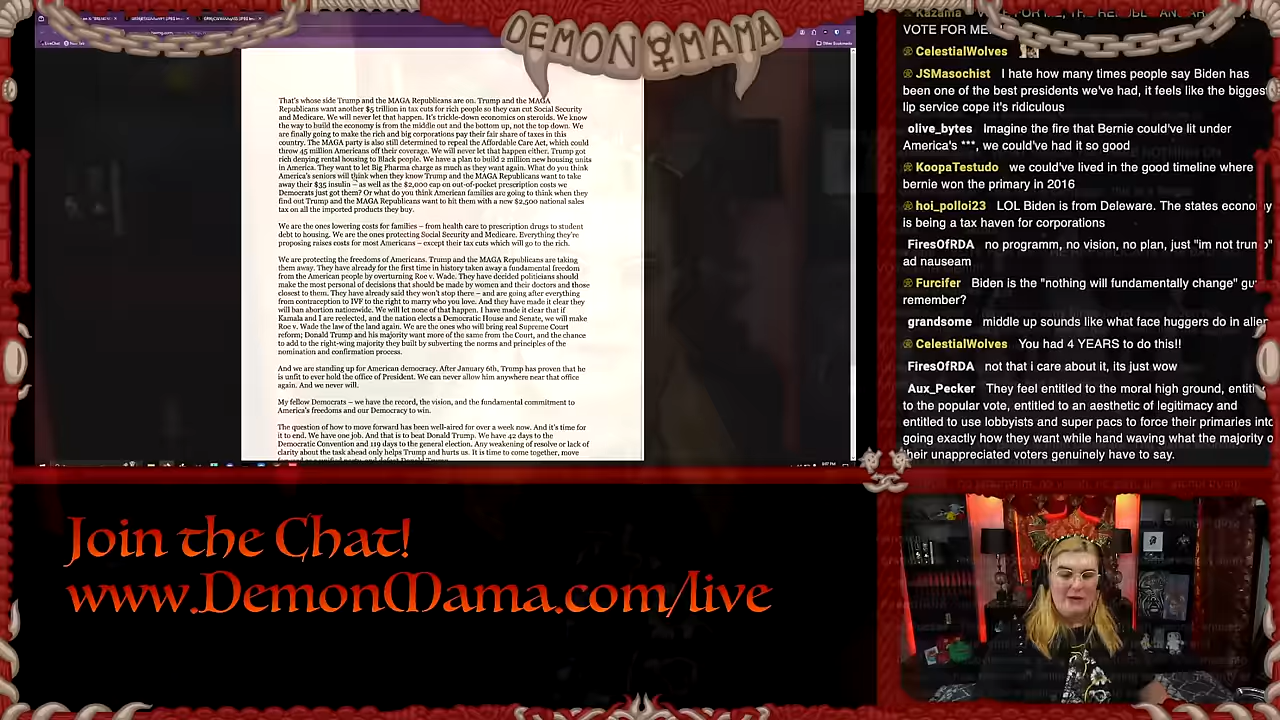 DEMON MAMA
That's whose side Trump and the MAGA Republicans are on. Trump and the MAGA
Republicans want another $5 trillion in tax cuts for rich people so they can cut Social Security
and Medicare. We will never let that happen. It's trickle-down economics on steroids. We know
the way to build the economy is from the middle out and the bottom up, not the top down. We
are finally going to make the rich and big corporations pay their fair share of taxes in this
country. The MAGA party is also still determined to repeal the Affordable Care Act, which could
throw 45 million Americans off their coverage. We will never let that happen either. Trump got
rich denying rental housing to Black people. We have a plan to build 2 million new housing units
in America. They want to let Big Pharma charge as much as they want again. What do you think
America's seniors will think when they know Trump and the MAGA Republicans want to take
away their $35 insulin – as well as the $2,000 cap on out-of-pocket prescription costs we
Democrats just got them? Or what do you think American families are going to think when they
find out Trump and the MAGA Republicans want to hit them with a new $2,500 national sales
tax on all the imported products they buy.
We are the ones lowering costs for families – from health care to prescription drugs to student
debt to housing. We are the ones protecting Social Security and Medicare. Everything they're
proposing raises costs for most Americans – except their tax cuts which will go to the rich.
We are protecting the freedoms of Americans. Trump and the MAGA Republicans are taking
them away. They have already for the first time in history taken away a fundamental freedom
from the American people by overturning Roe v. Wade. They have decided politicians should
make the most personal of decisions that should be made by women and their doctors and those
closest to them. They have already said they won't stop there – and are going after everything
from contraception to IVF to the right to marry who you love. And they have made it clear they
will ban abortion nationwide. We will let none of that happen. I have made it clear that if
Kamala and I are reelected, and the nation elects a Democratic House and Senate, we will make
Roe v. Wade the law of the land again. We are the ones who will bring real Supreme Court
reform; Donald Trump and his majority want more of the same from the Court, and the chance
to add to the right-wing majority they built by subverting the norms and principles of the
nomination and confirmation process.
And we are standing up for American democracy. After January 6th, Trump has proven that he
is unfit to ever hold the office of President. We can never allow him anywhere near that office
again. And we never will.
My fellow Democrats – we have the record, the vision, and the fundamental commitment to
America's freedoms and our Democracy to win.
The question of how to move forward has been well-aired for over a week now. And it's time for
it to end. We have one job. And that is to beat Donald Trump. We have 42 days to the
Democratic Convention and 119 days to the general election. Any weakening of resolve or lack of
clarity about the task ahead only helps Trump and hurts us. It is time to come together, move
Kazama
VOTE FOR ME
CelestialWolves
JSMasochist I hate how many times people say Biden has
been one of the best presidents we've had, it feels like the bigges
lip service cope it's ridiculous
olive_bytes Imagine the fire that Bernie could've lit under
America's ***, we could've had it so good
KoopaTestudo we could've lived in the good timeline were
bernie won the primary in 2016
hoi_polloi23 LOL Biden is from Deleware. The states econo y
is being a tax haven for corporations
FiresOfRDA no programm, no vision, no plan, just "im not trump"
ad nauseam
Furcifer Biden is the "nothing will fundamentally change" gu
remember?
grandsome middle up sounds like what booger huggers do in aller
CelestialWolves You had 4 YEARS to do this!!
FiresOfRDA not that i care about it, its just walv
Aux_Pecker They feel entitled to the moral high ground, entit
to the popular vote, entitled to an aesthetic of legitimacy and
entitled to use lobbyists and super pacs to force their primaries into
going exactly how they want while hand waving what the majority o
their unappreciated voters genuinely have to say.
Join the Chat!
www.DemonMama.com/live